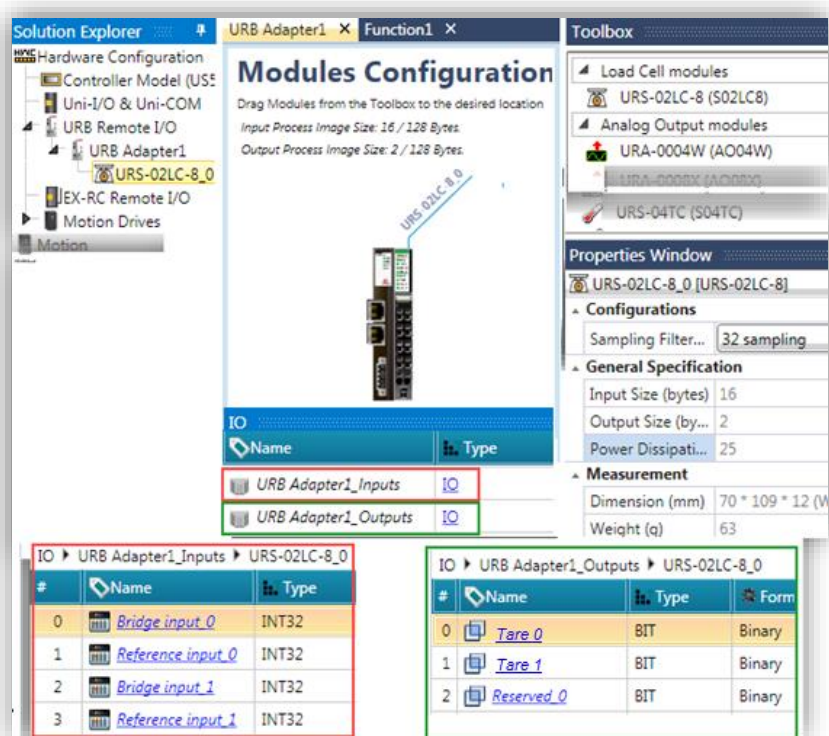 Solution Explorer
HWC Hardware Configuration
Controller Model (US5
Uni-I/O & Uni-COM
URB Remote I/O
URB Adapter1
URS-02LC-8_0
EX-RC Remote I/O
Motion Drives
Motion
URB Adapter1 X Function1 X
Modules Configuration
Drag Modules from the Toolbox to the desired location
Input Process Image Size: 16 / 128 Bytes.
Output Process Image Size: 2 / 128 Bytes.
URS-02LC-8_0
IO
Name Type
URB Adapter1_Inputs IO
URB Adapter1_Outputs IO
Toolbox
Load Cell modules
URS-02LC-8 (S02LC8)
Analog Output modules
URA-0004W (AO04W)
URA-0008X (AO08X)
URS-04TC (S04TC)
Properties Window
URS-02LC-8_0 [URS-02LC-8]
Configurations
Sampling Filter... 32 sampling
General Specification
Input Size (bytes) 16
Output Size (by... 2
Power Dissipati... 25
Measurement
Dimension (mm) 70 * 109 * 12 (W
Weight (g) 63
IO ▶ URB Adapter1_Inputs ▶ URS-02LC-8_0
# Name Type
0 Bridge input_0 INT32
1 Reference input_0 INT32
2 Bridge input_1 INT32
3 Reference input_1 INT32
IO ▶ URB Adapter1_Outputs ▶ URS-02LC-8_0
# Name Type Form
0 Tare 0 BIT Binary
1 Tare 1 BIT Binary
2 Reserved_0 BIT Binary